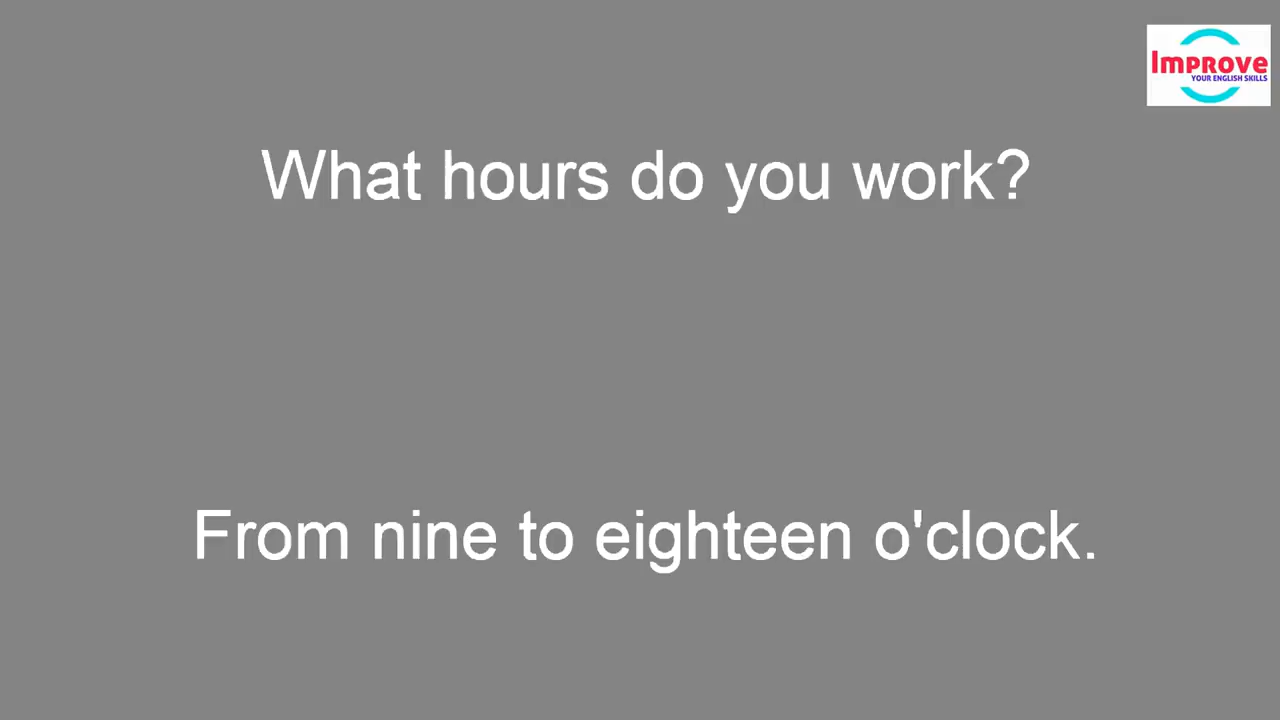 Improve
YOUR ENGLISH SKILLS
What hours do you work?
From nine to eighteen o'clock.